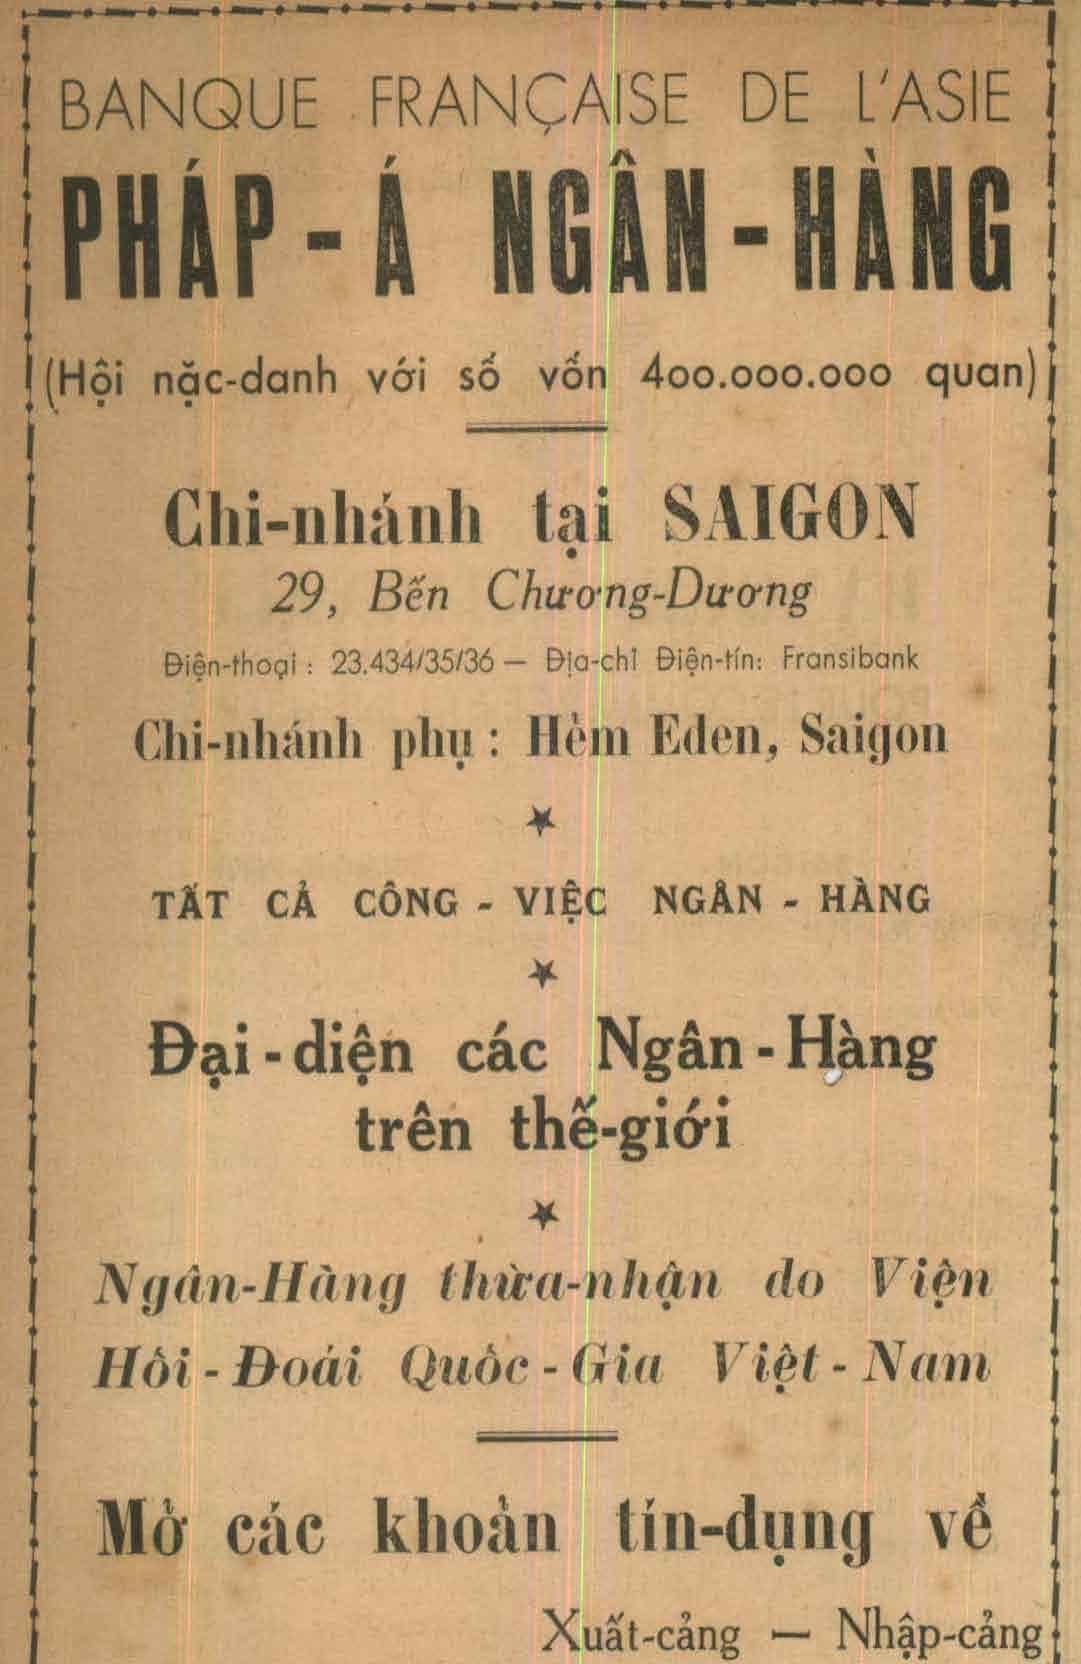 BANQUE FRANÇAISE DE L'ASIE
PHÁP - Á NGÂN - HÀNG
(Hội nặc-danh với số vốn 400.000.000 quan)
Chi-nhánh tại SAIGON
29, Bến Chương-Dương
Điện-thoại : 23.434/35/36 — Địa-chỉ Điện-tín: Fransibank
Chi-nhánh phụ : Hẻm Eden, Saigon
TẤT CẢ CÔNG - VIỆC NGÂN - HÀNG
Đại - diện các Ngân - Hàng
trên thế-giới
Ngân-Hàng thừa-nhận do Viện
Hối - Đoái Quốc - Gia Việt - Nam
Mở các khoản tín-dụng về
Xuất-cảng — Nhập-cảng